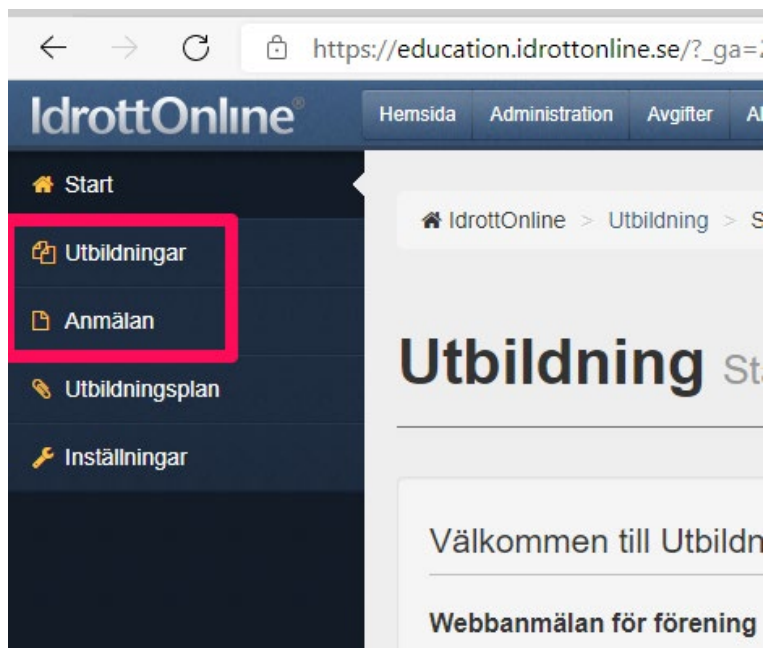 https://education.idrottonline.se/?_ga=
IdrottOnline®
Hemsida Administration Avgifter
Start
IdrottOnline > Utbildning >
Utbildningar
Anmälan
Utbildning
Utbildningsplan
Inställningar
Välkommen till
Webbanmälan för förening